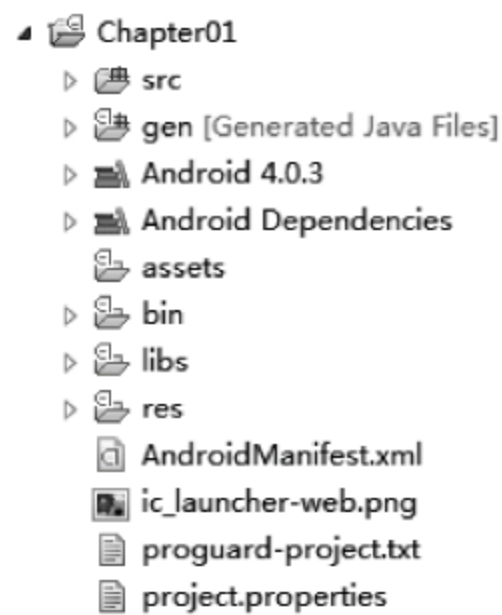 Chapter01
src
gen [Generated Java Files]
Android 4.0.3
Android Dependencies
assets
bin
libs
res
AndroidManifest.xml
ic_launcher-web.png
proguard-project.txt
project.properties